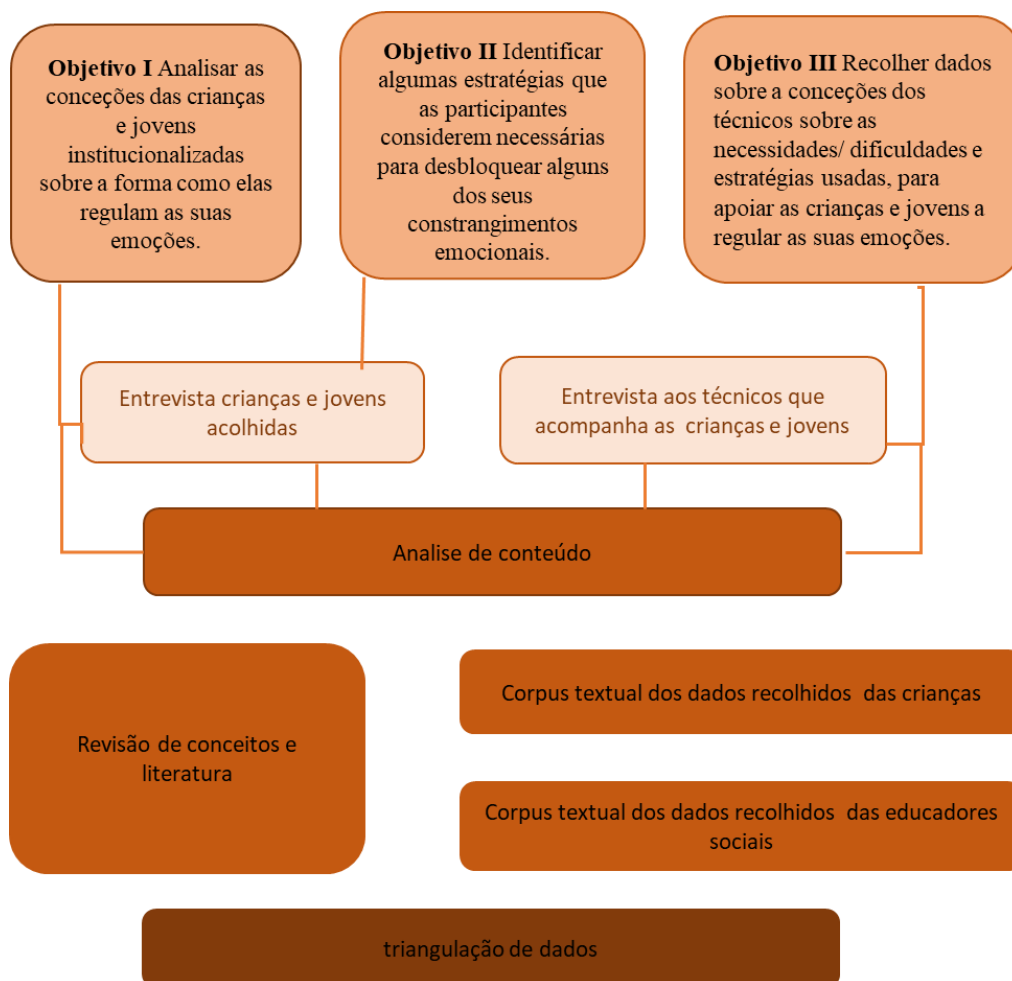 Objetivo I Analisar as
conceções das crianças
e jovens
institucionalizadas
sobre a forma como elas
regulam as suas
emoções.
Objetivo II Identificar
algumas estratégias que
as participantes
considerem necessárias
para desbloquear alguns
dos seus
constrangimentos
emocionais.
Objetivo III Recolher dados
sobre a conceções dos
técnicos sobre as
necessidades/ dificuldades e
estratégias usadas, para
apoiar as crianças e jovens a
regular as suas emoções.
Entrevista crianças e jovens
acolhidas
Entrevista aos técnicos que
acompanha as crianças e jovens
Analise de conteúdo
Revisão de conceitos e
literatura
Corpus textual dos dados recolhidos das crianças
Corpus textual dos dados recolhidos das educadores
sociais
triangulação de dados